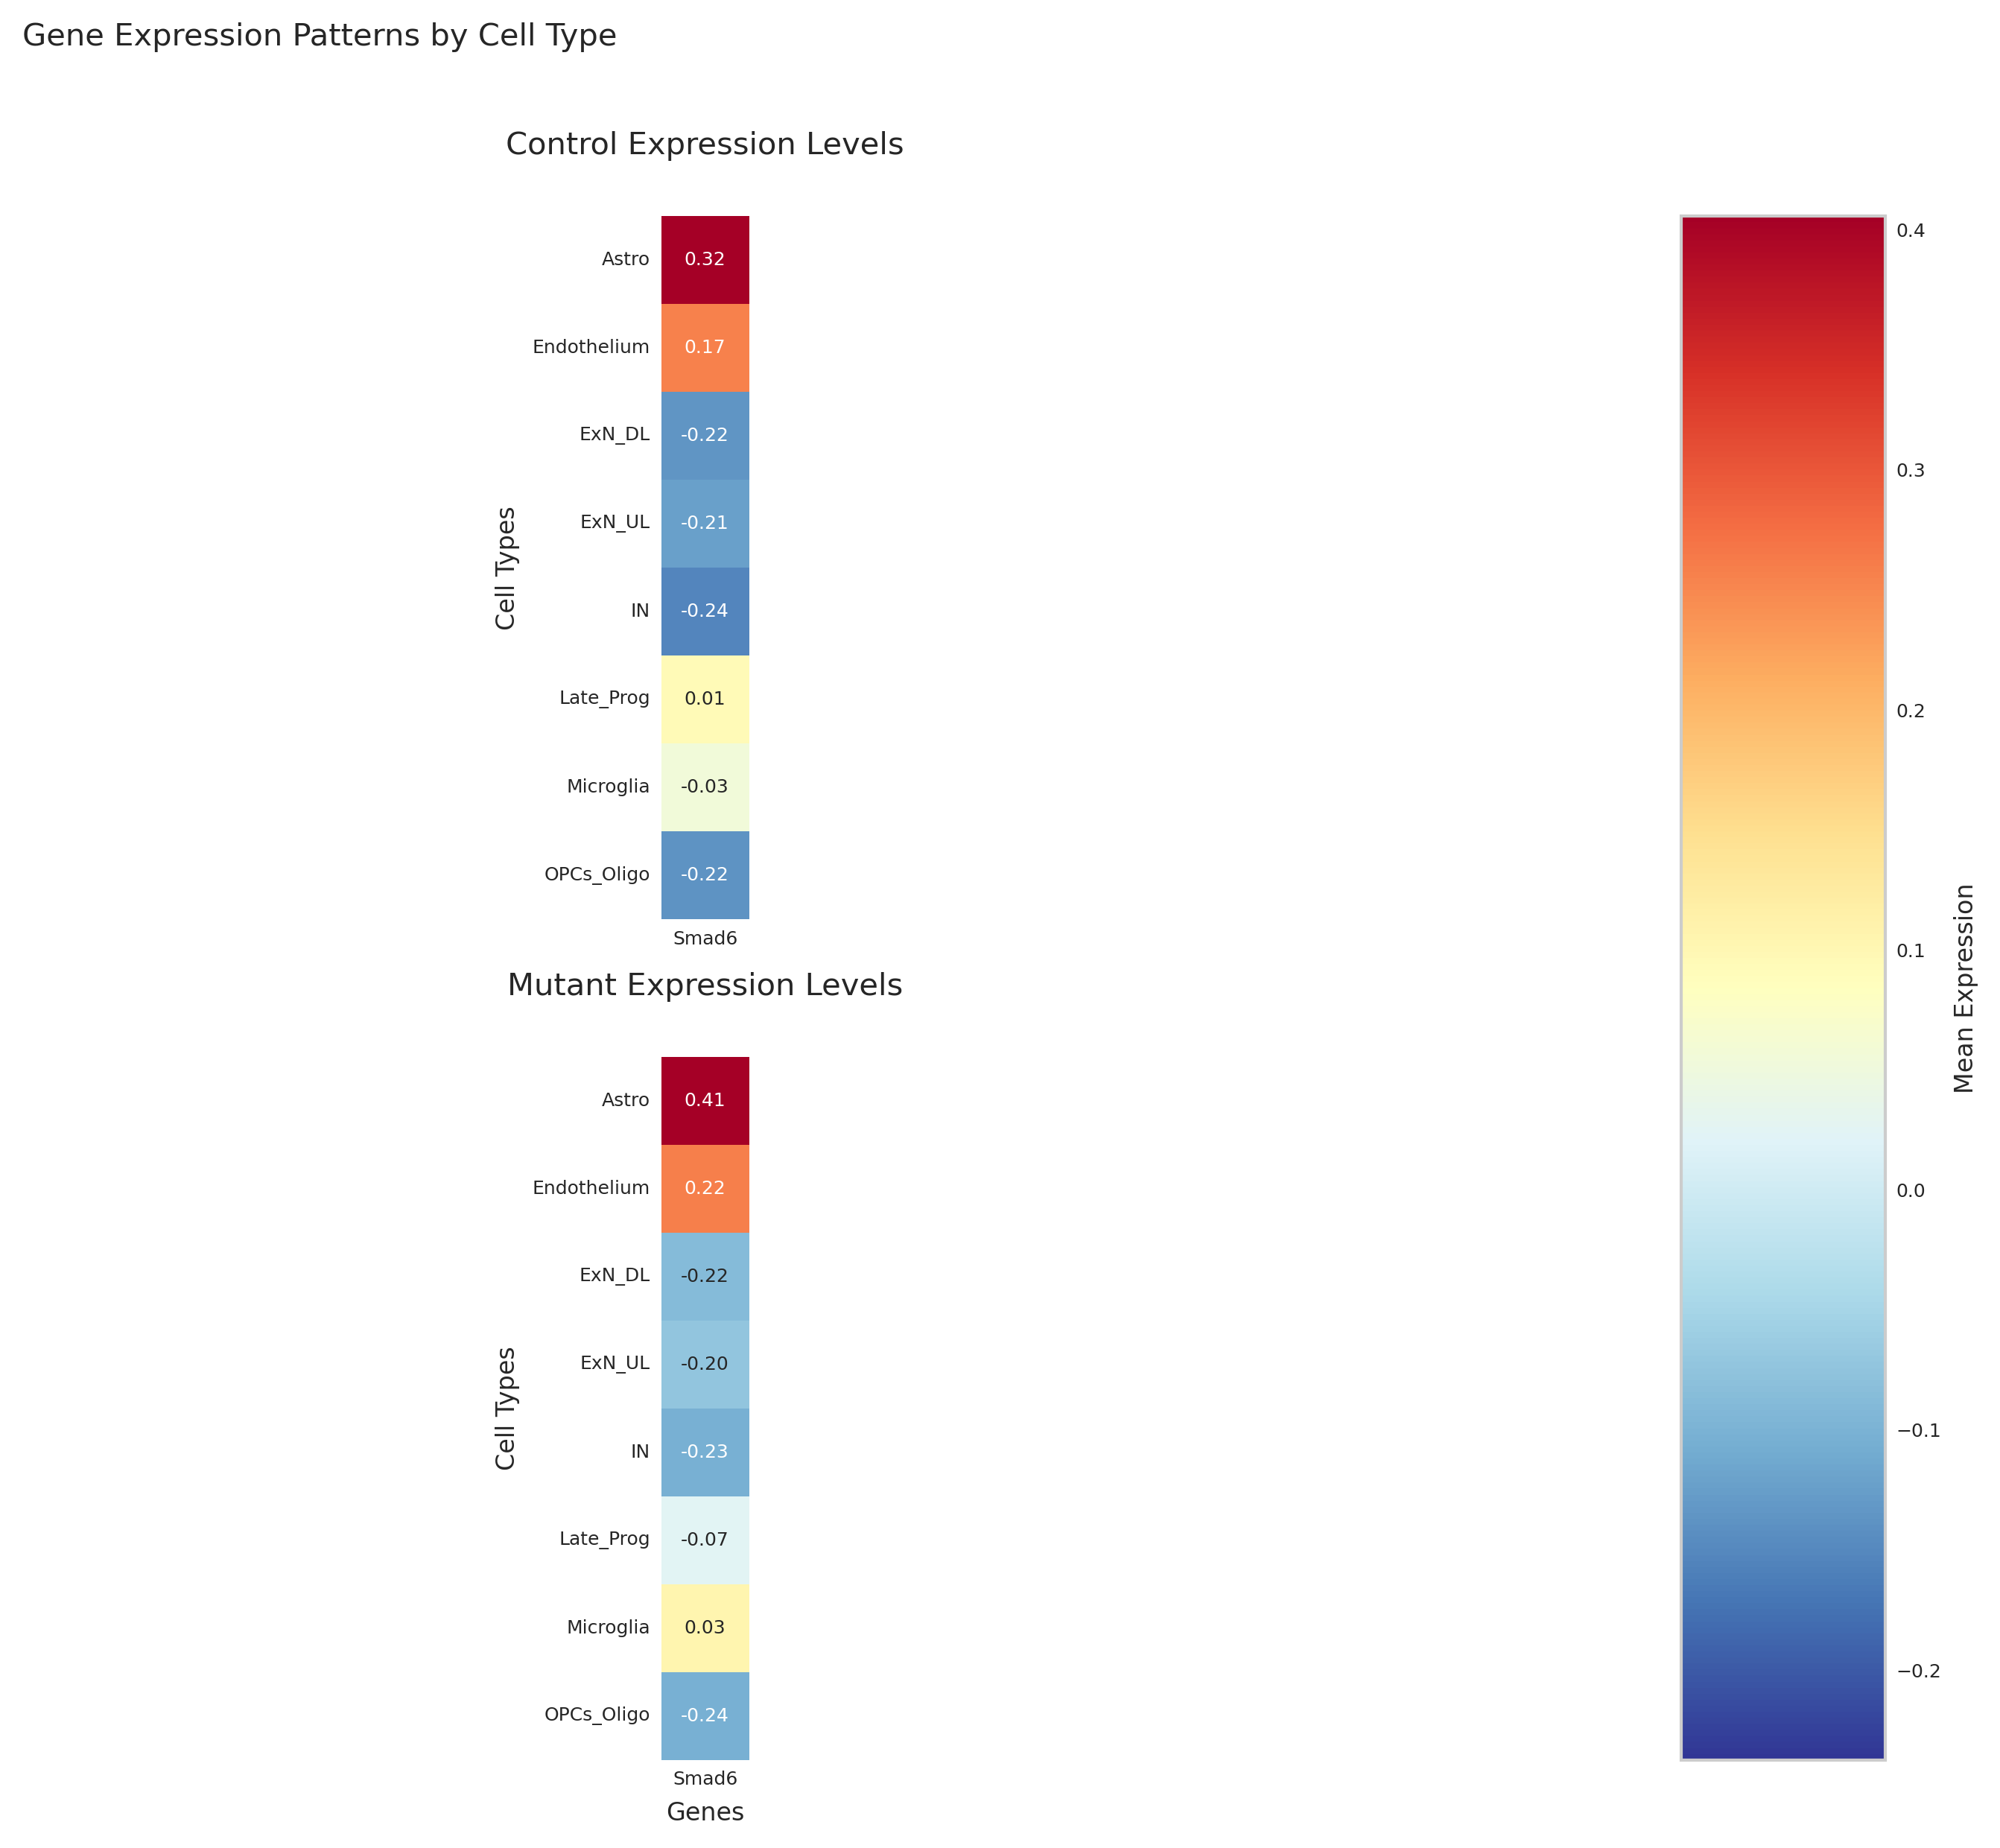 Gene Expression Patterns by Cell Type
Control Expression Levels
Cell Types
Astro 0.32
Endothelium 0.17
ExN_DL -0.22
ExN_UL -0.21
IN -0.24
Late_Prog 0.01
Microglia -0.03
OPCs_Oligo -0.22
Smad6
Mutant Expression Levels
Cell Types
Astro 0.41
Endothelium 0.22
ExN_DL -0.22
ExN_UL -0.20
IN -0.23
Late_Prog -0.07
Microglia 0.03
OPCs_Oligo -0.24
Smad6
Genes
0.4
0.3
0.2
0.1
0.0
−0.1
−0.2
Mean Expression